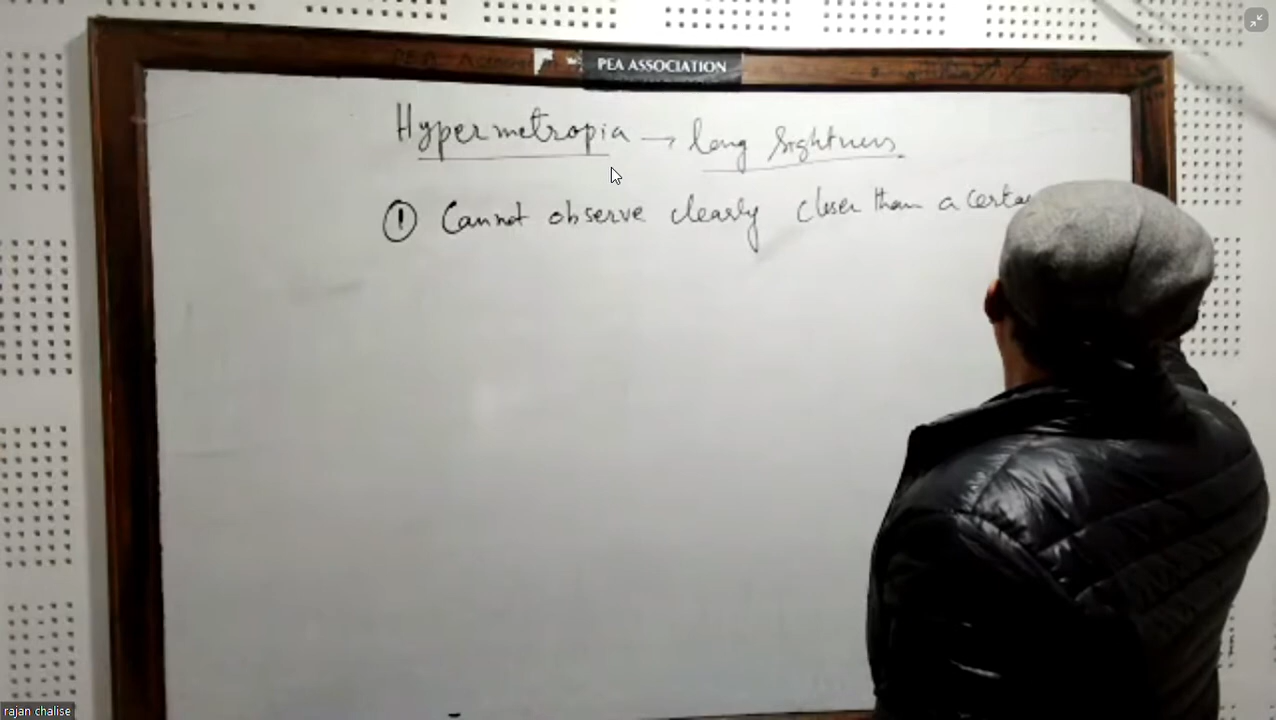 PEA ASSOCIATION
Hypermetropia → long Sightness
① Cannot observe clearly closer than a certa
rajan chalise